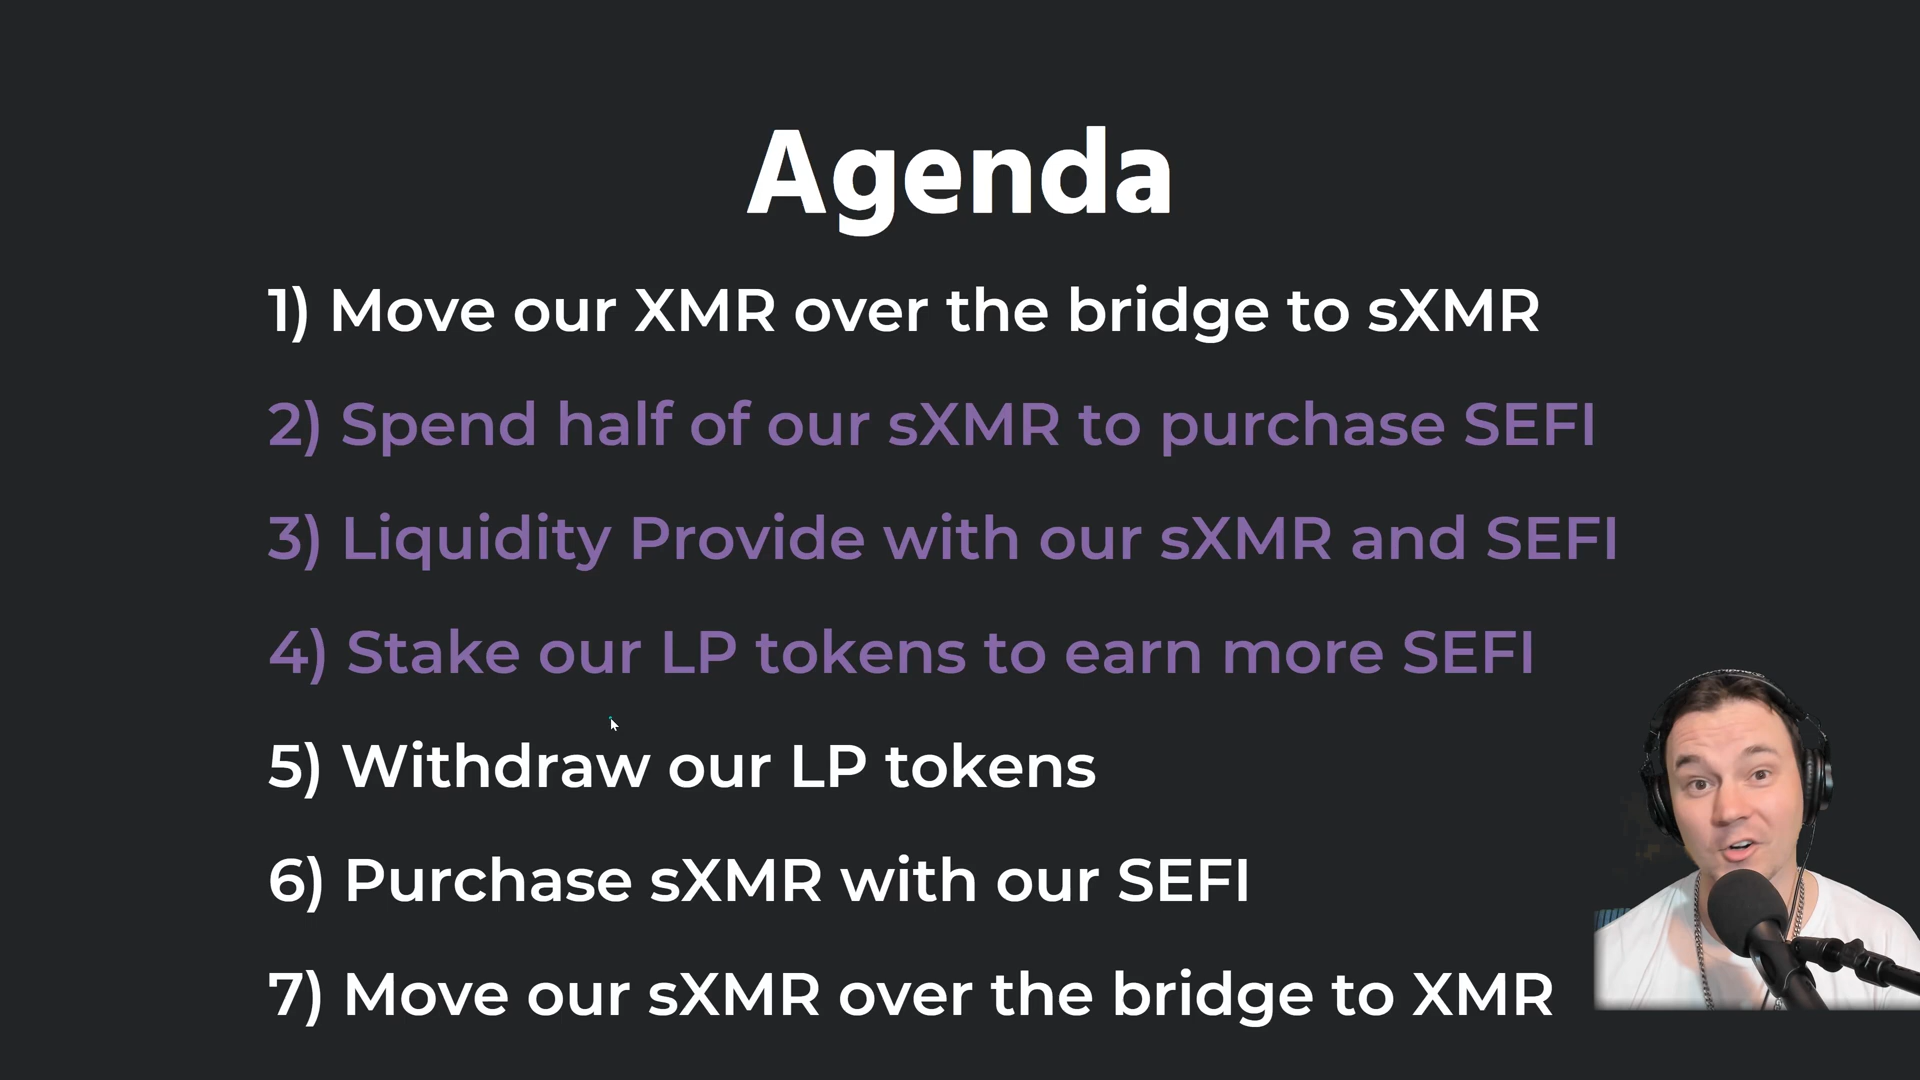 Agenda
1) Move our XMR over the bridge to sXMR
2) Spend half of our sXMR to purchase SEFI
3) Liquidity Provide with our sXMR and SEFI
4) Stake our LP tokens to earn more SEFI
5) Withdraw our LP tokens
6) Purchase sXMR with our SEFI
7) Move our sXMR over the bridge to XMR